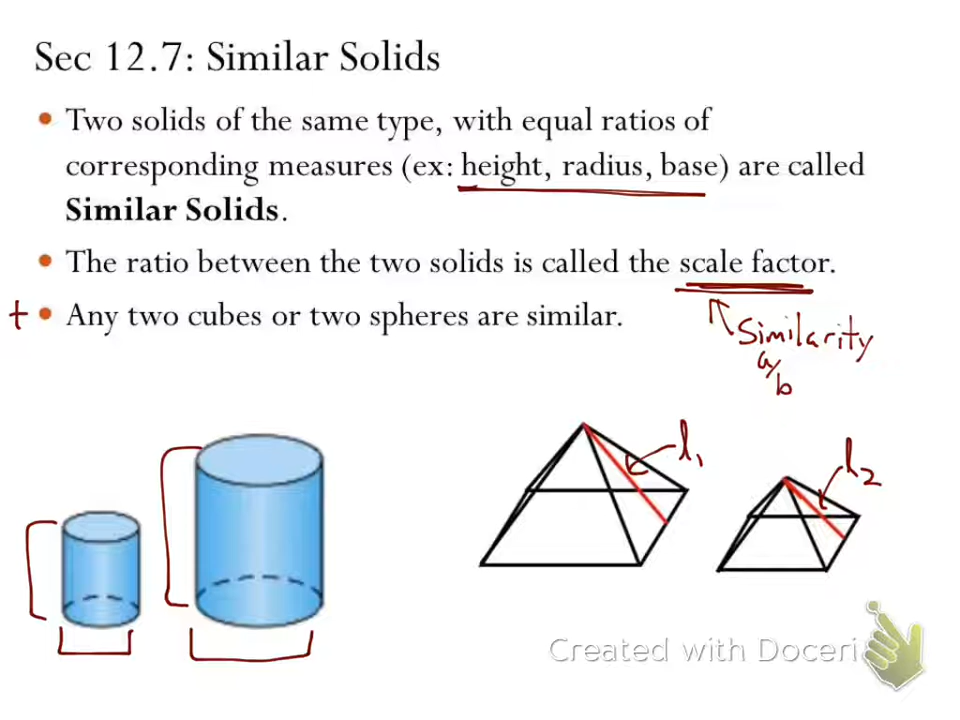 Sec 12.7: Similar Solids
• Two solids of the same type, with equal ratios of
corresponding measures (ex: height, radius, base) are called
Similar Solids.
• The ratio between the two solids is called the scale factor.
+ • Any two cubes or two spheres are similar.
Similarity
a/b
l₁
l₂
Created with Doceri